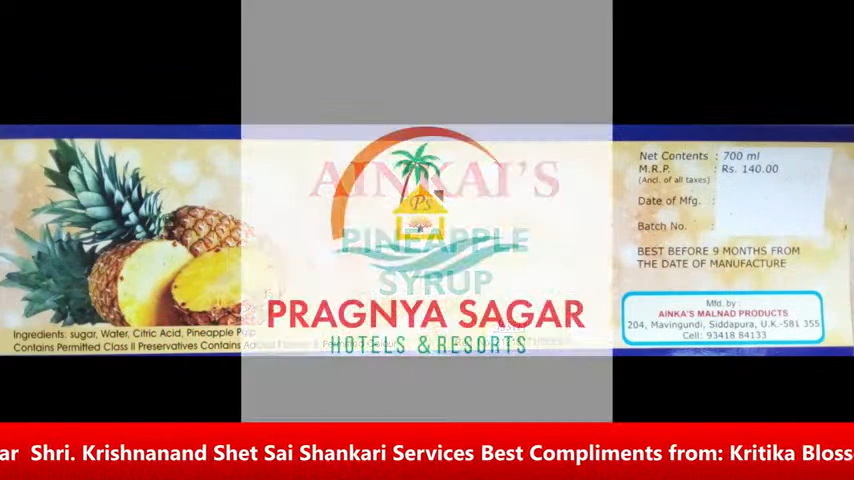 AINKAI'S
PS
PINEAPPLE
SYRUP
PRAGNYA SAGAR
HOTELS & RESORTS
Ingredients: sugar, Water, Citric Acid, Pineapple Pulp
Contains Permitted Class II Preservatives Contains Added
Net Contents : 700 ml
M.R.P. : Rs. 140.00
(Ancl. of all taxes)
Date of Mfg. :
Batch No. :
BEST BEFORE 9 MONTHS FROM
THE DATE OF MANUFACTURE
Mfd. by :
AINKA'S MALNAD PRODUCTS
204, Mavingundi, Siddapura, U.K.-581 355
Cell: 93418 84133
ar Shri. Krishnanand Shet Sai Shankari Services Best Compliments from: Kritika Bloss